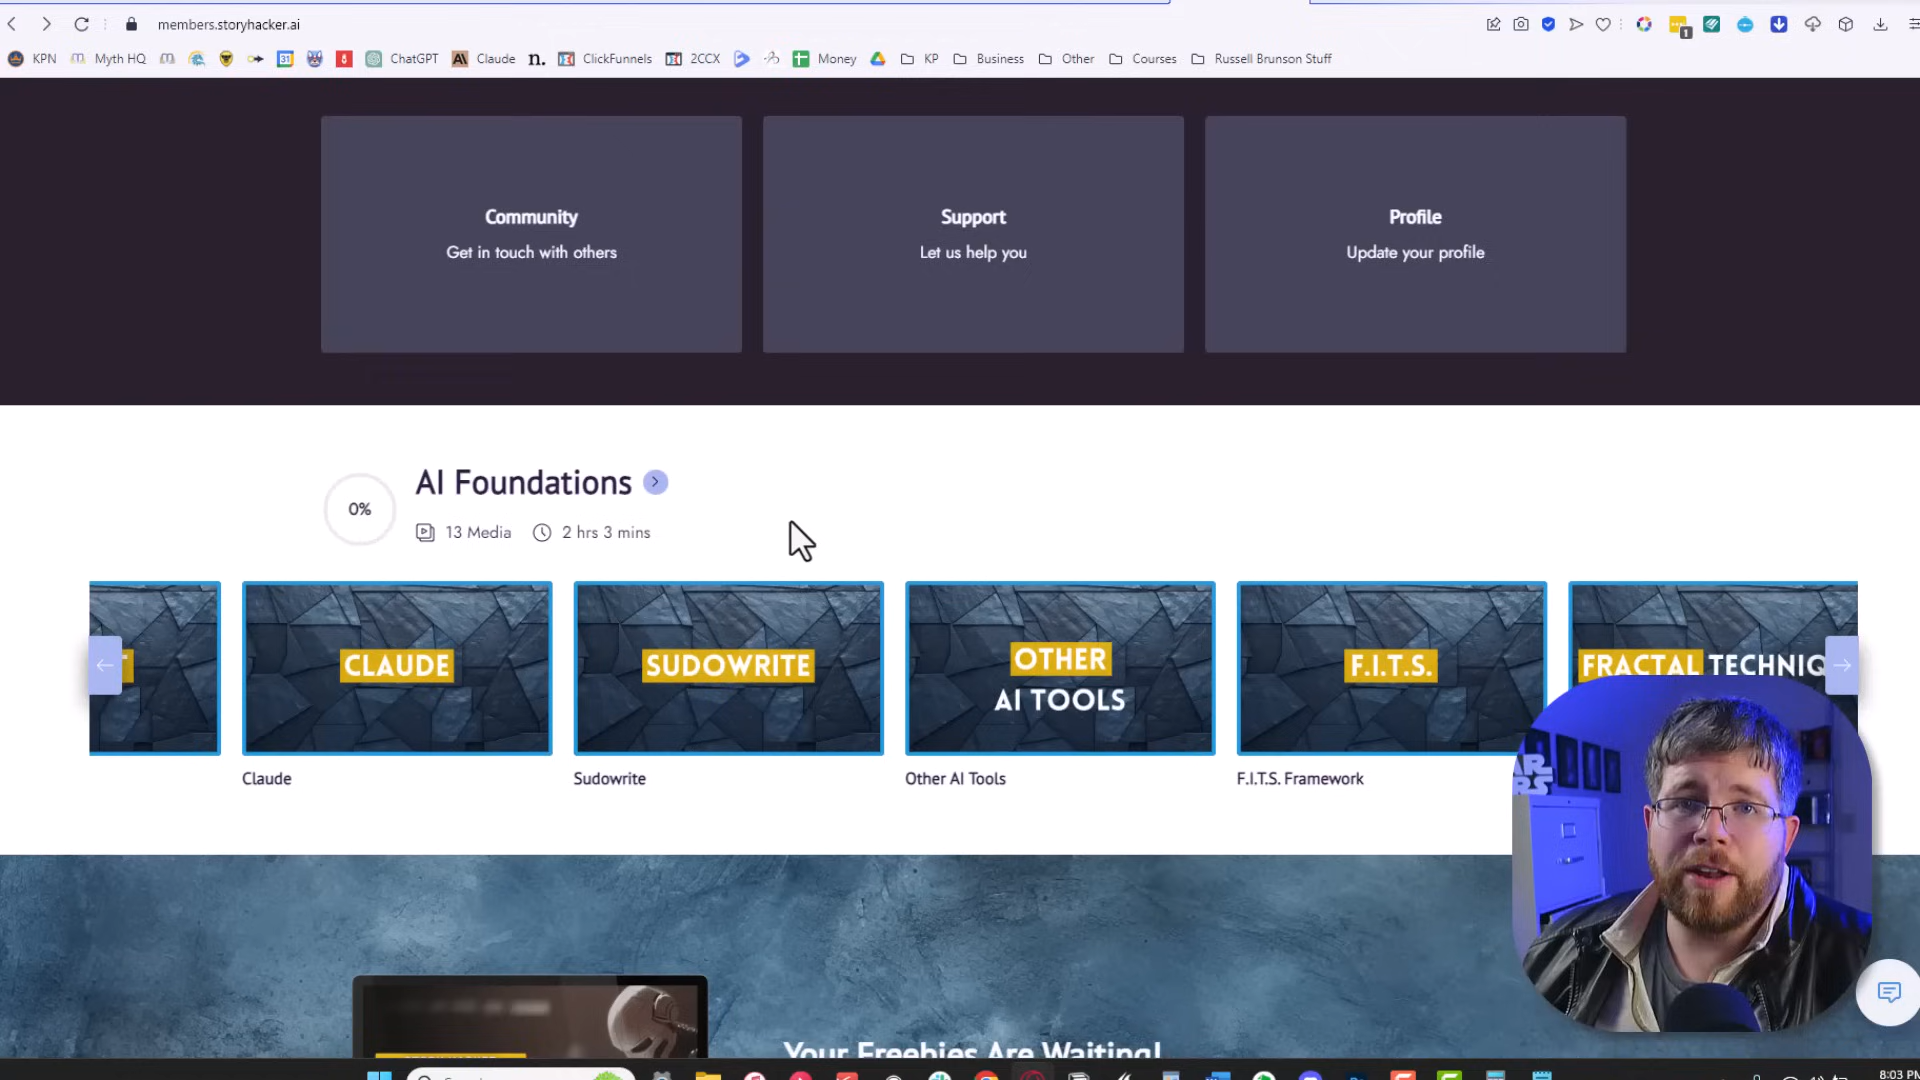 members.storyhacker.ai
1
KPN
Myth HQ
31
8
ChatGPT
Claude
n.
ClickFunnels
2CCX
Money
KP
Business
Other
Courses
Russell Brunson Stuff
Community
Get in touch with others
Support
Let us help you
Profile
Update your profile
0%
AI Foundations
13 Media
2 hrs 3 mins
CLAUDE
SUDOWRITE
OTHER
AI TOOLS
F.I.T.S.
FRACTAL TECHNIQ
Claude
Sudowrite
Other AI Tools
F.I.T.S. Framework
Your Freebies Are Waiting!
8:03 PM